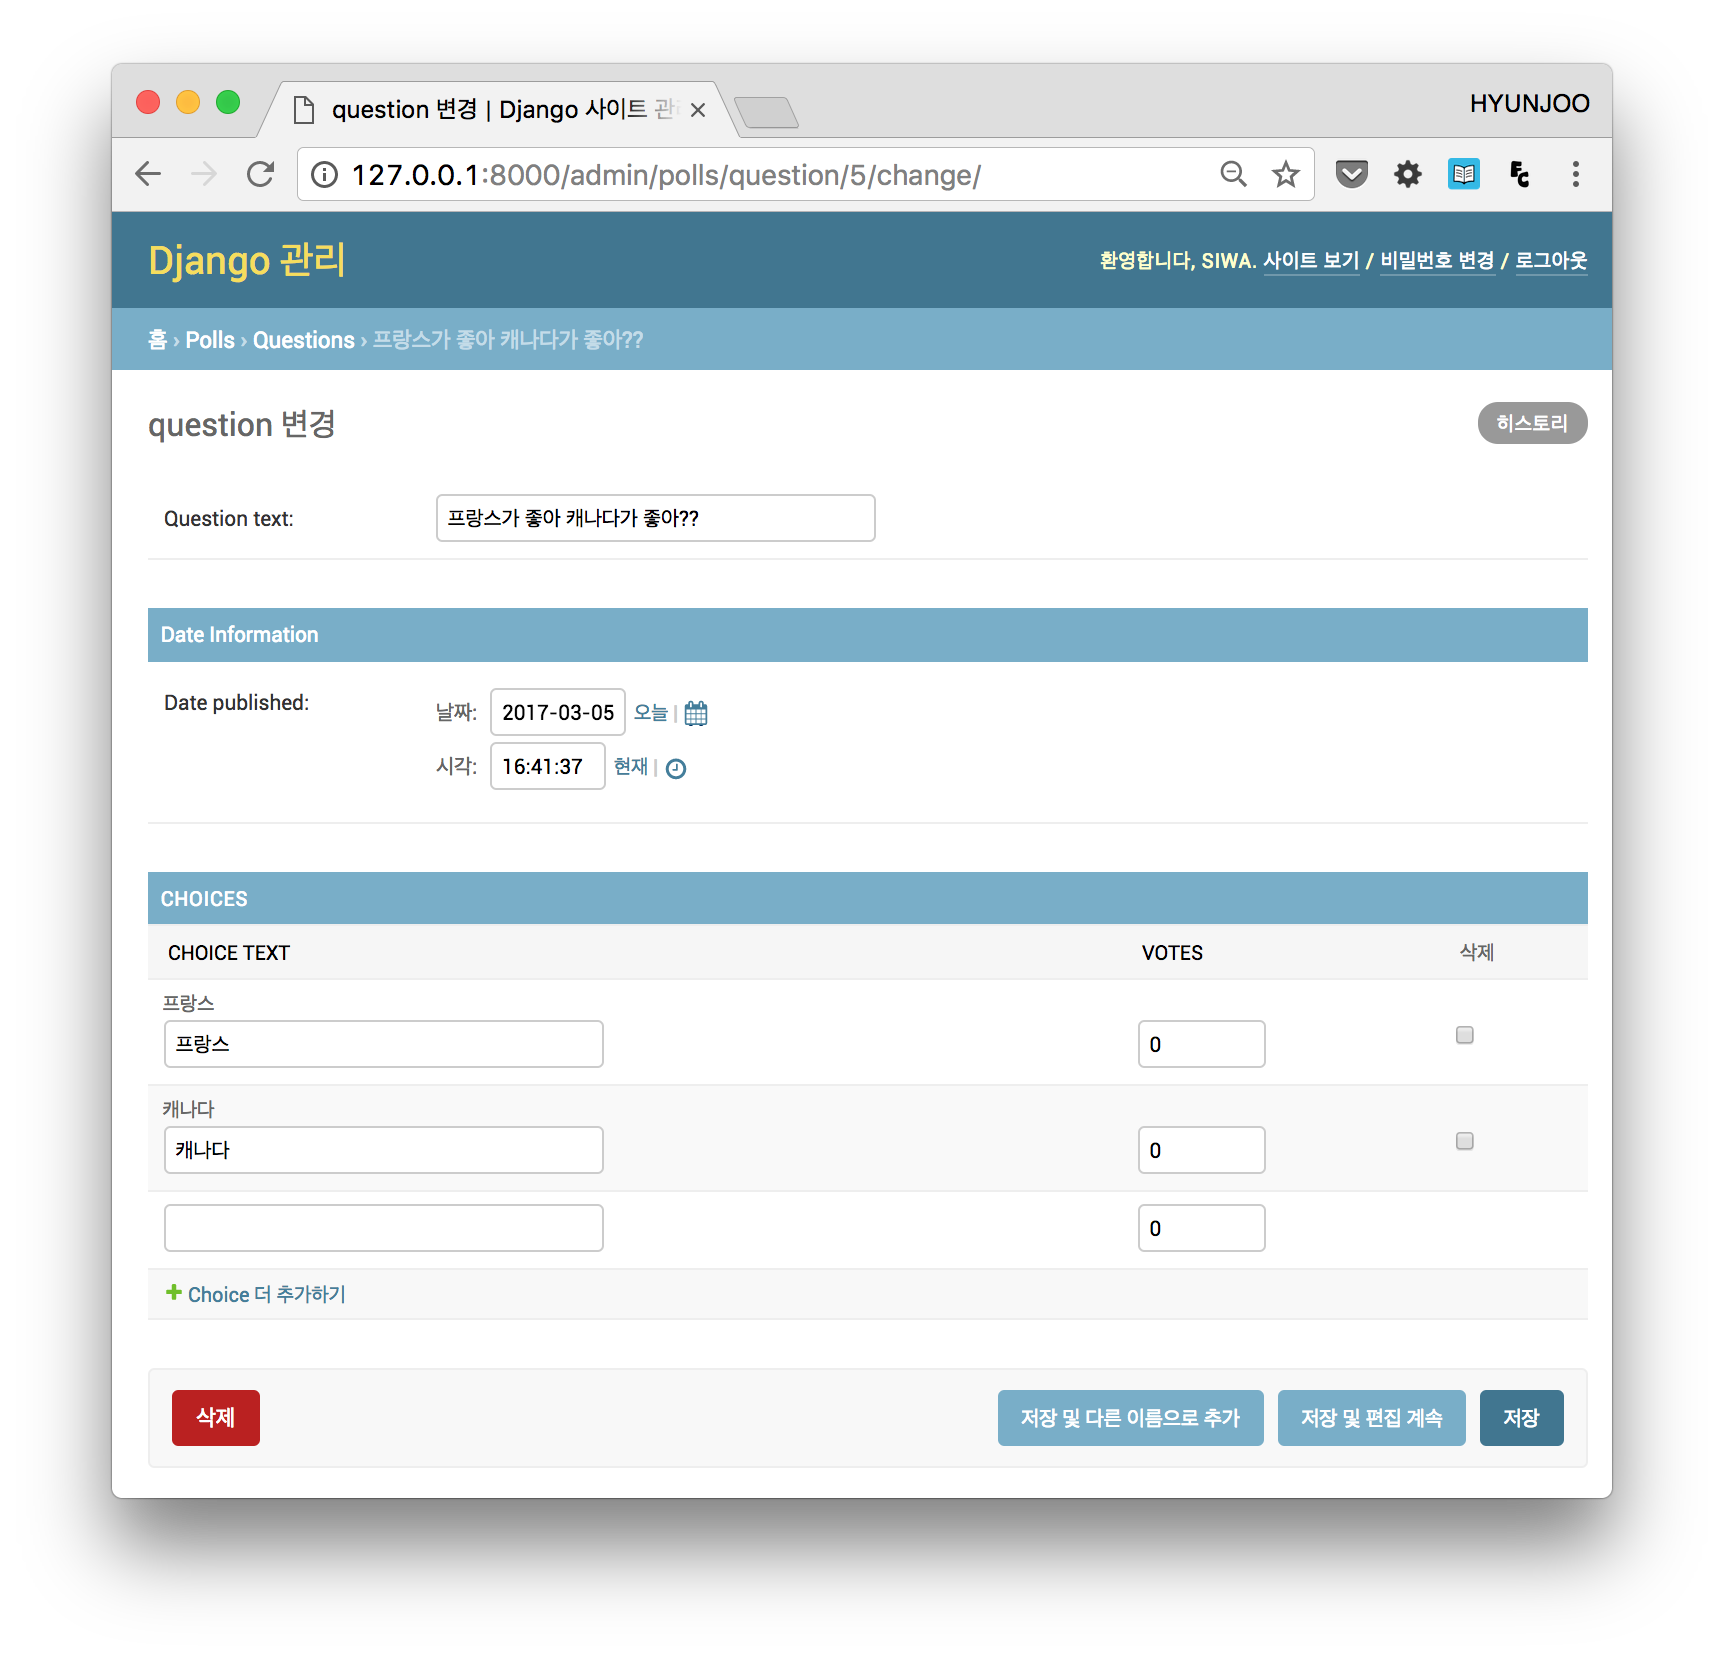 question 변경 | Django 사이트 관
HYUNJOO
127.0.0.1:8000/admin/polls/question/5/change/
Django 관리
환영합니다, SIWA. 사이트 보기 / 비밀번호 변경 / 로그아웃
홈 › Polls › Questions › 프랑스가 좋아 캐나다가 좋아??
question 변경
히스토리
Question text: 프랑스가 좋아 캐나다가 좋아??
Date Information
Date published: 날짜: 2017-03-05 오늘 |
시각: 16:41:37 현재 |
CHOICES
CHOICE TEXT VOTES 삭제
프랑스
프랑스 0
캐나다
캐나다 0
0
Choice 더 추가하기
삭제 저장 및 다른 이름으로 추가 저장 및 편집 계속 저장